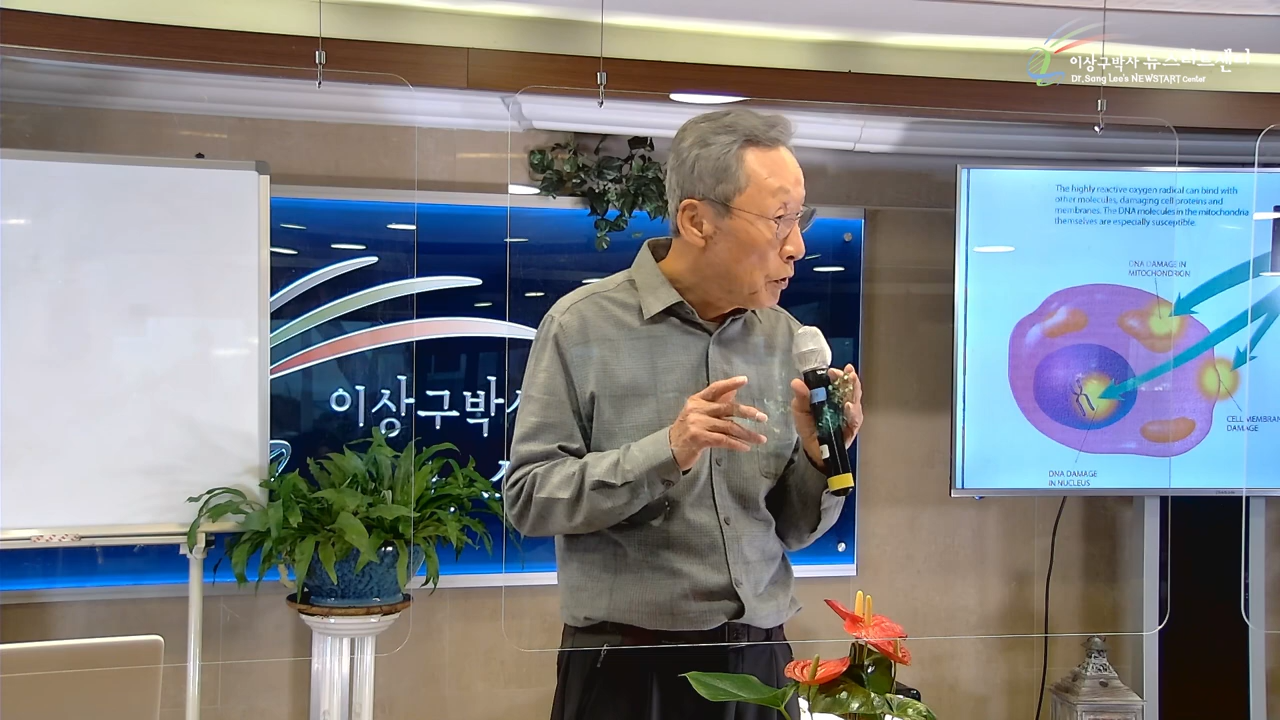 이상구박사 뉴스타트센터
Dr. Sang Lee's NEWSTART Center
The highly reactive oxygen radical can bind with
other molecules, damaging cell proteins and
membranes. The DNA molecules in the mitochondria
themselves are especially susceptible.
DNA DAMAGE IN
MITOCHONDRION
이상구박
CELL MEMBRAN
DAMAGE
DNA DAMAGE
IN NUCLEUS